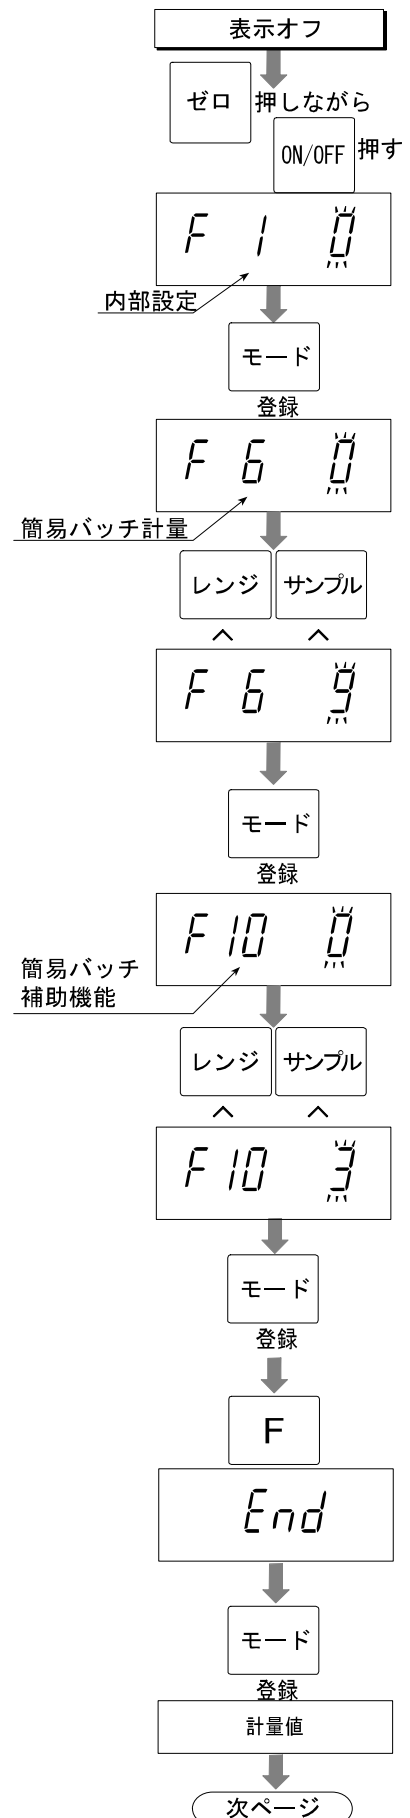 表示オフ
ゼロ 押しながら
ON/OFF 押す
F 1 0
内部設定
モード
登録
F 6 0
簡易バッチ計量
レンジ サンプル
^ ^
F 6 9
モード
登録
F10 0
簡易バッチ
補助機能
レンジ サンプル
^ ^
F10 3
モード
登録
F
End
モード
登録
計量値
次ページ